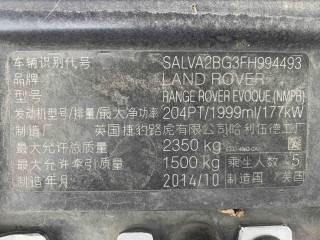 车辆识别代号 SALVA2BG3FH994493
品牌 LAND ROVER
型号 RANGE ROVER EVOQUE (NMPB)
发动机型号/排量/最大净功率 204PT/1999ml/177kW
制造厂 英国捷豹路虎有限公司哈利伍德工厂
最大允许总质量 2350 kg
最大允许牵引质量 1500 kg 乘坐人数 5
制造年月 2014/10 制造国 英国